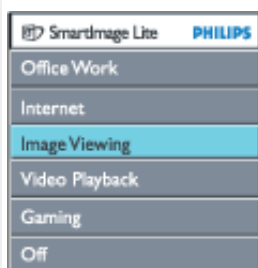 SmartImage Lite PHILIPS
Office Work
Internet
Image Viewing
Video Playback
Gaming
Off